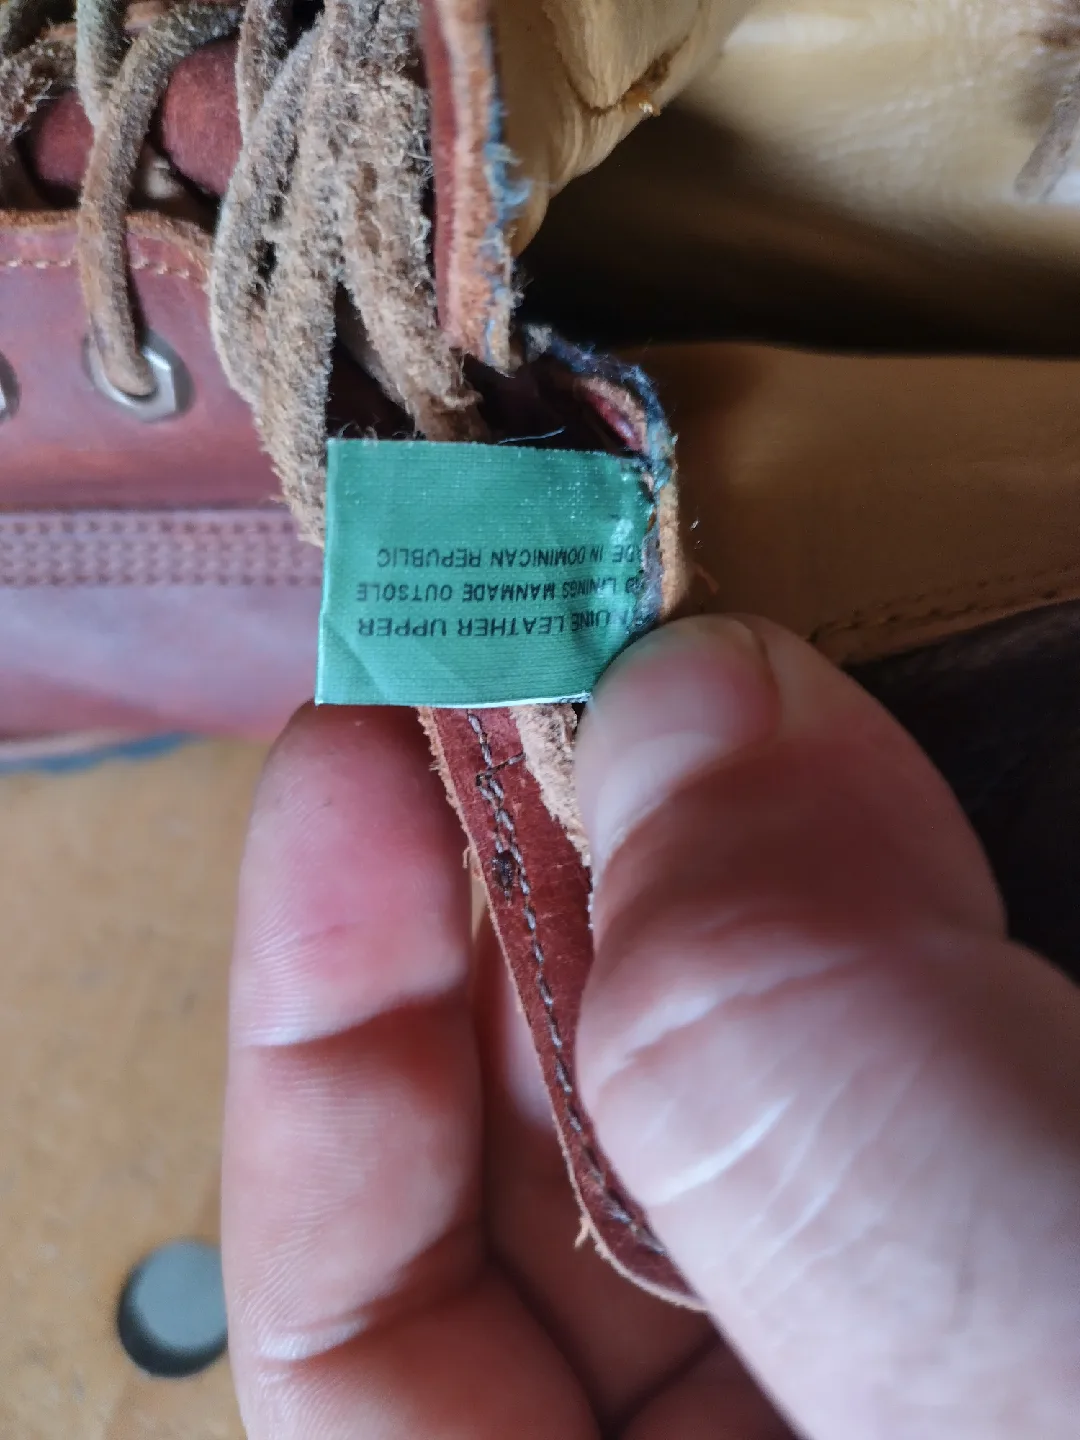 UINE LEATHER UPPER
LININGS MANMADE OUTSOLE
DE IN DOMINICAN REPUBLIC